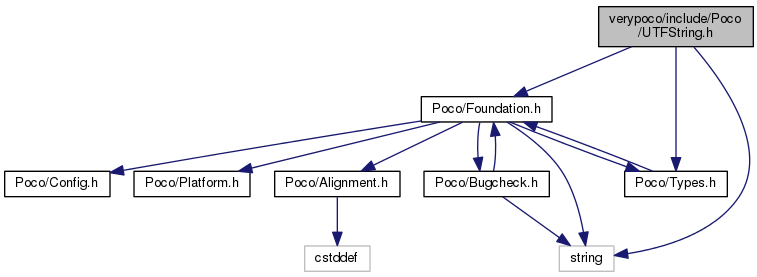 verypoco/include/Poco
/UTFString.h
Poco/Foundation.h
Poco/Config.h
Poco/Platform.h
Poco/Alignment.h
Poco/Bugcheck.h
Poco/Types.h
cstddef
string